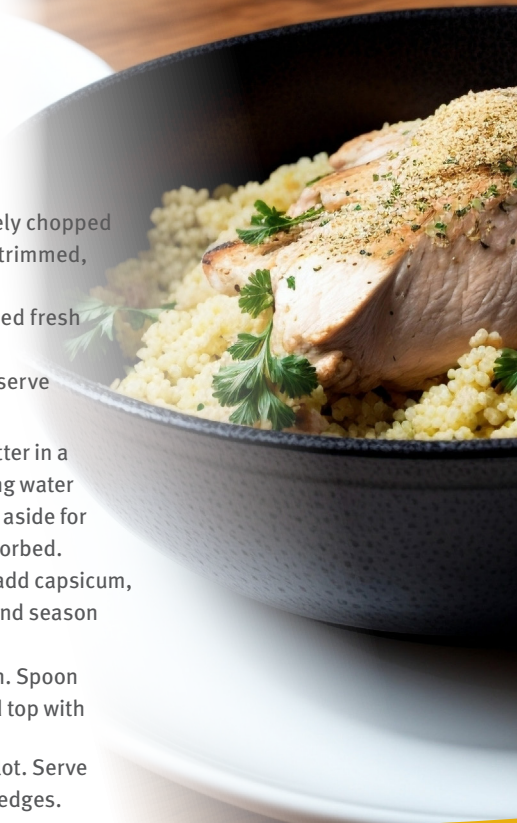 ely chopped
trimmed,
ed fresh
serve
tter in a
ng water
aside for
orbed.
add capsicum,
nd season
n. Spoon
d top with
ot. Serve
edges.